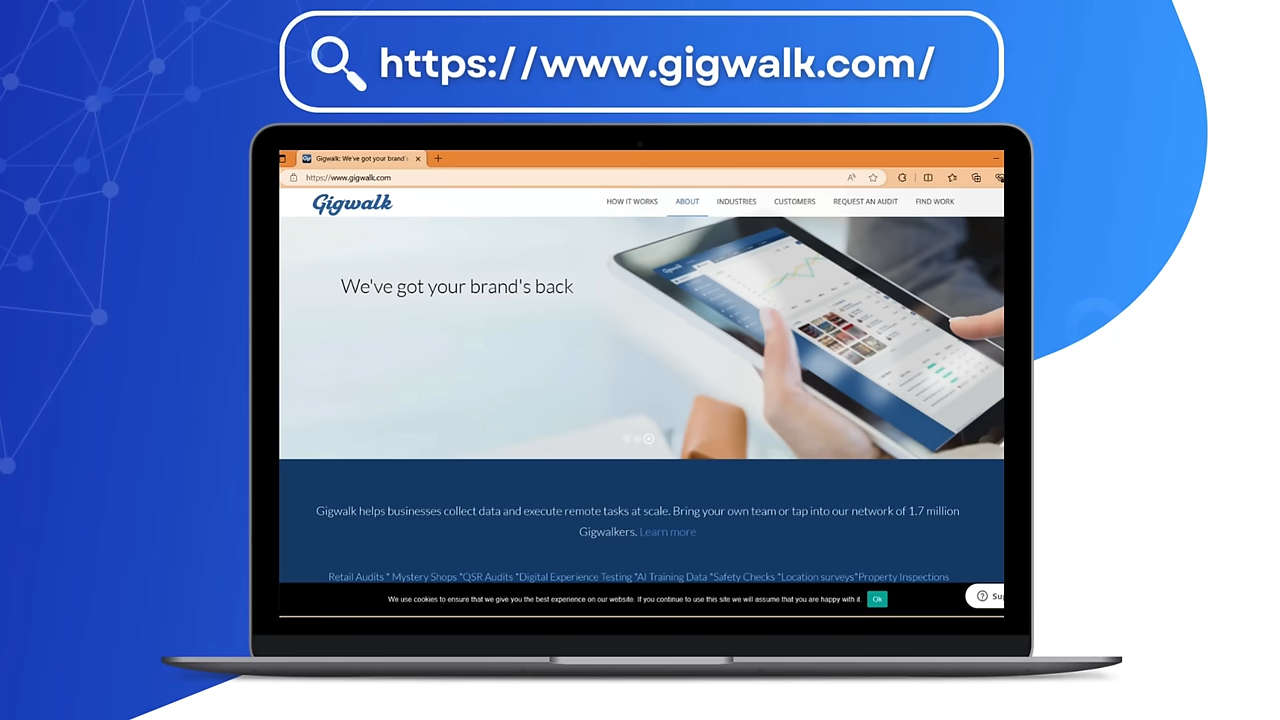 https://www.gigwalk.com/
Gigwalk: We've got your brand's
https://www.gigwalk.com
Gigwalk
HOW IT WORKS ABOUT INDUSTRIES CUSTOMERS REQUEST AN AUDIT FIND WORK
We've got your brand's back
Gigwalk helps businesses collect data and execute remote tasks at scale. Bring your own team or tap into our network of 1.7 million
Gigwalkers. Learn more
Retail Audits * Mystery Shops *QSR Audits *Digital Experience Testing *AI Training Data *Safety Checks *Location surveys*Property Inspections
We use cookies to ensure that we give you the best experience on our website. If you continue to use this site we will assume that you are happy with it. Ok